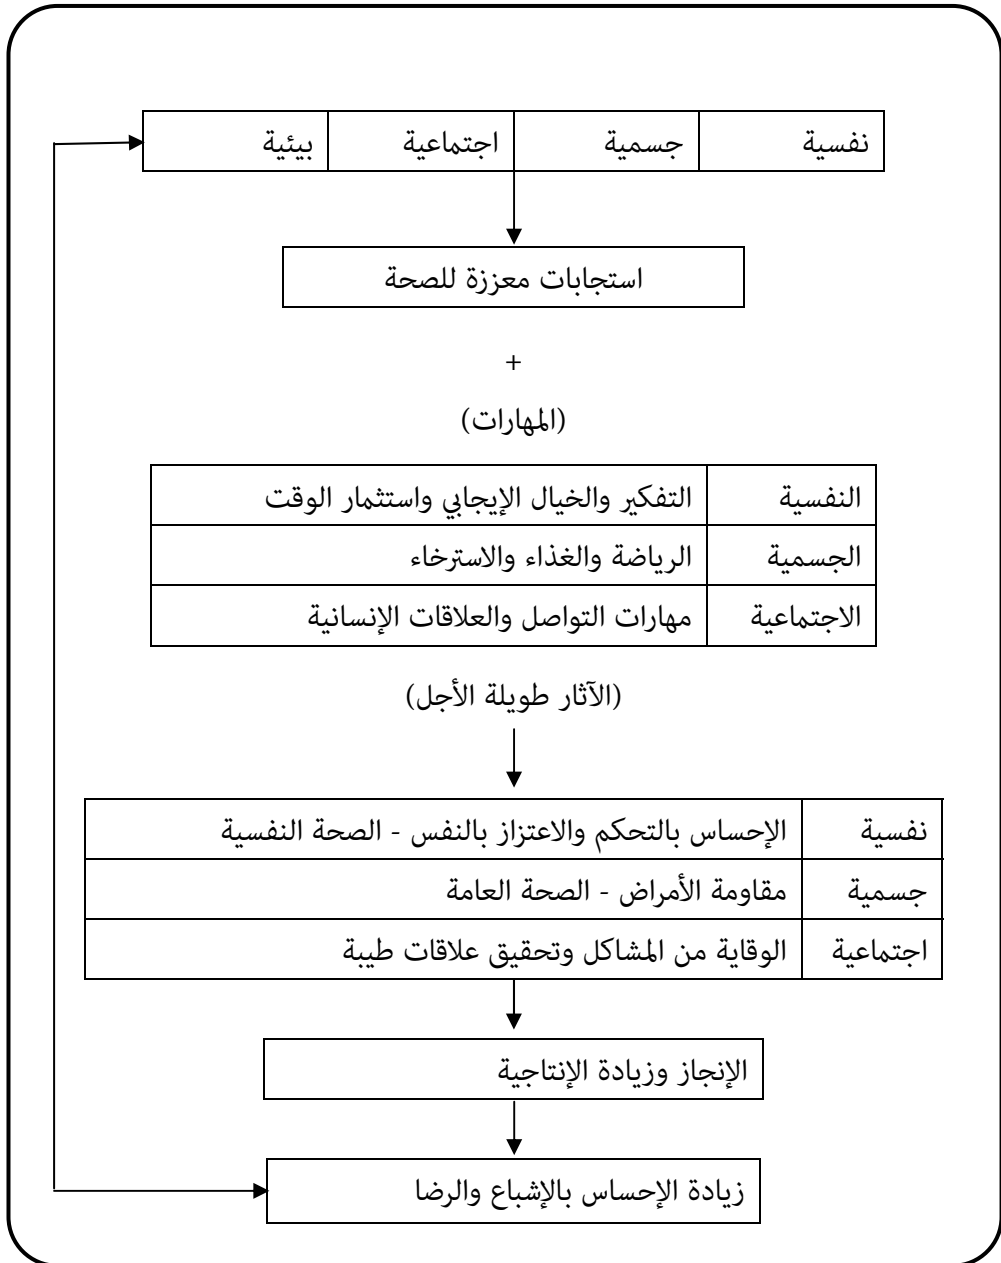 نفسية جسمية اجتماعية بيئية
استجابات معززة للصحة
+
(المهارات)
النفسية التفكير والخيال الإيجابي واستثمار الوقت
الجسمية الرياضة والغذاء والاسترخاء
الاجتماعية مهارات التواصل والعلاقات الإنسانية
(الآثار طويلة الأجل)
نفسية الإحساس بالتحكم والاعتزاز بالنفس - الصحة النفسية
جسمية مقاومة الأمراض - الصحة العامة
اجتماعية الوقاية من المشاكل وتحقيق علاقات طيبة
الإنجاز وزيادة الإنتاجية
زيادة الإحساس بالإشباع والرضا